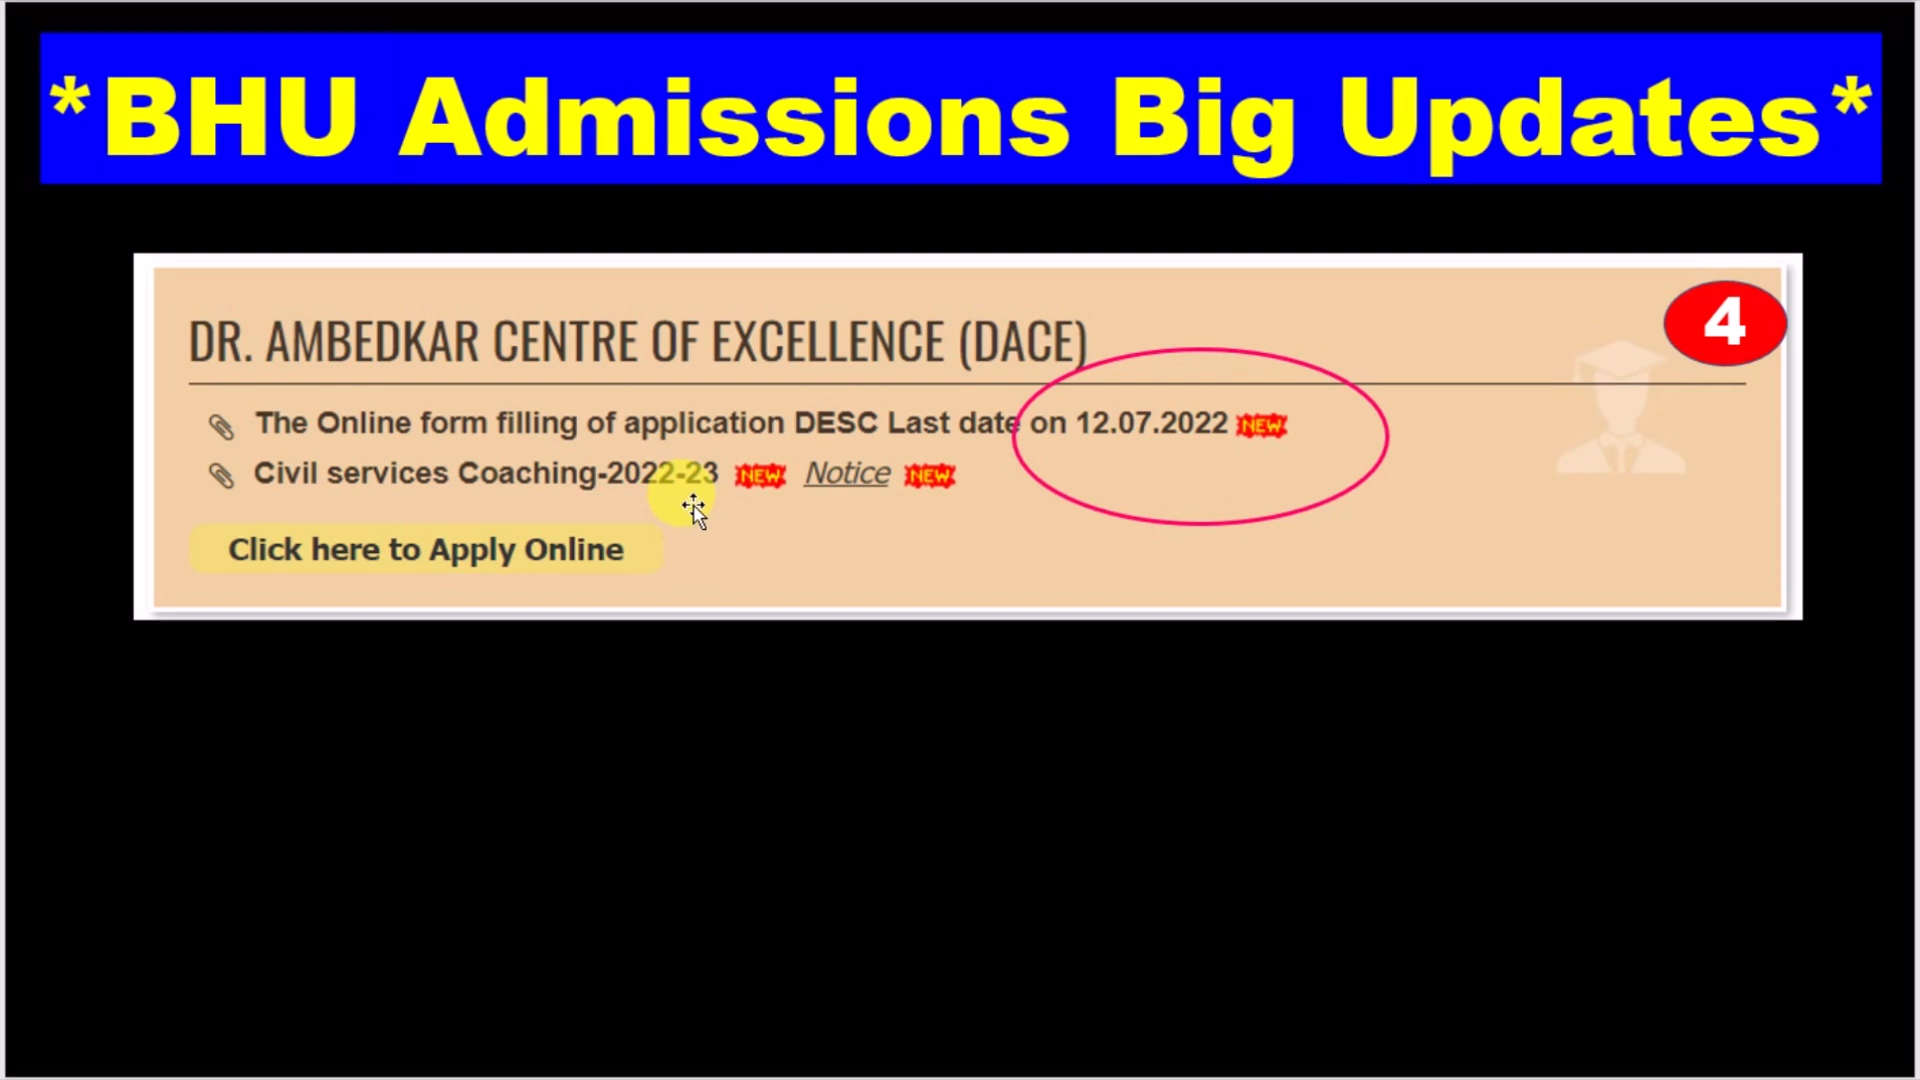 *BHU Admissions Big Updates*
4
DR. AMBEDKAR CENTRE OF EXCELLENCE (DACE)
The Online form filling of application DESC Last date on 12.07.2022 NEW
Civil services Coaching-2022-23 NEW Notice NEW
Click here to Apply Online